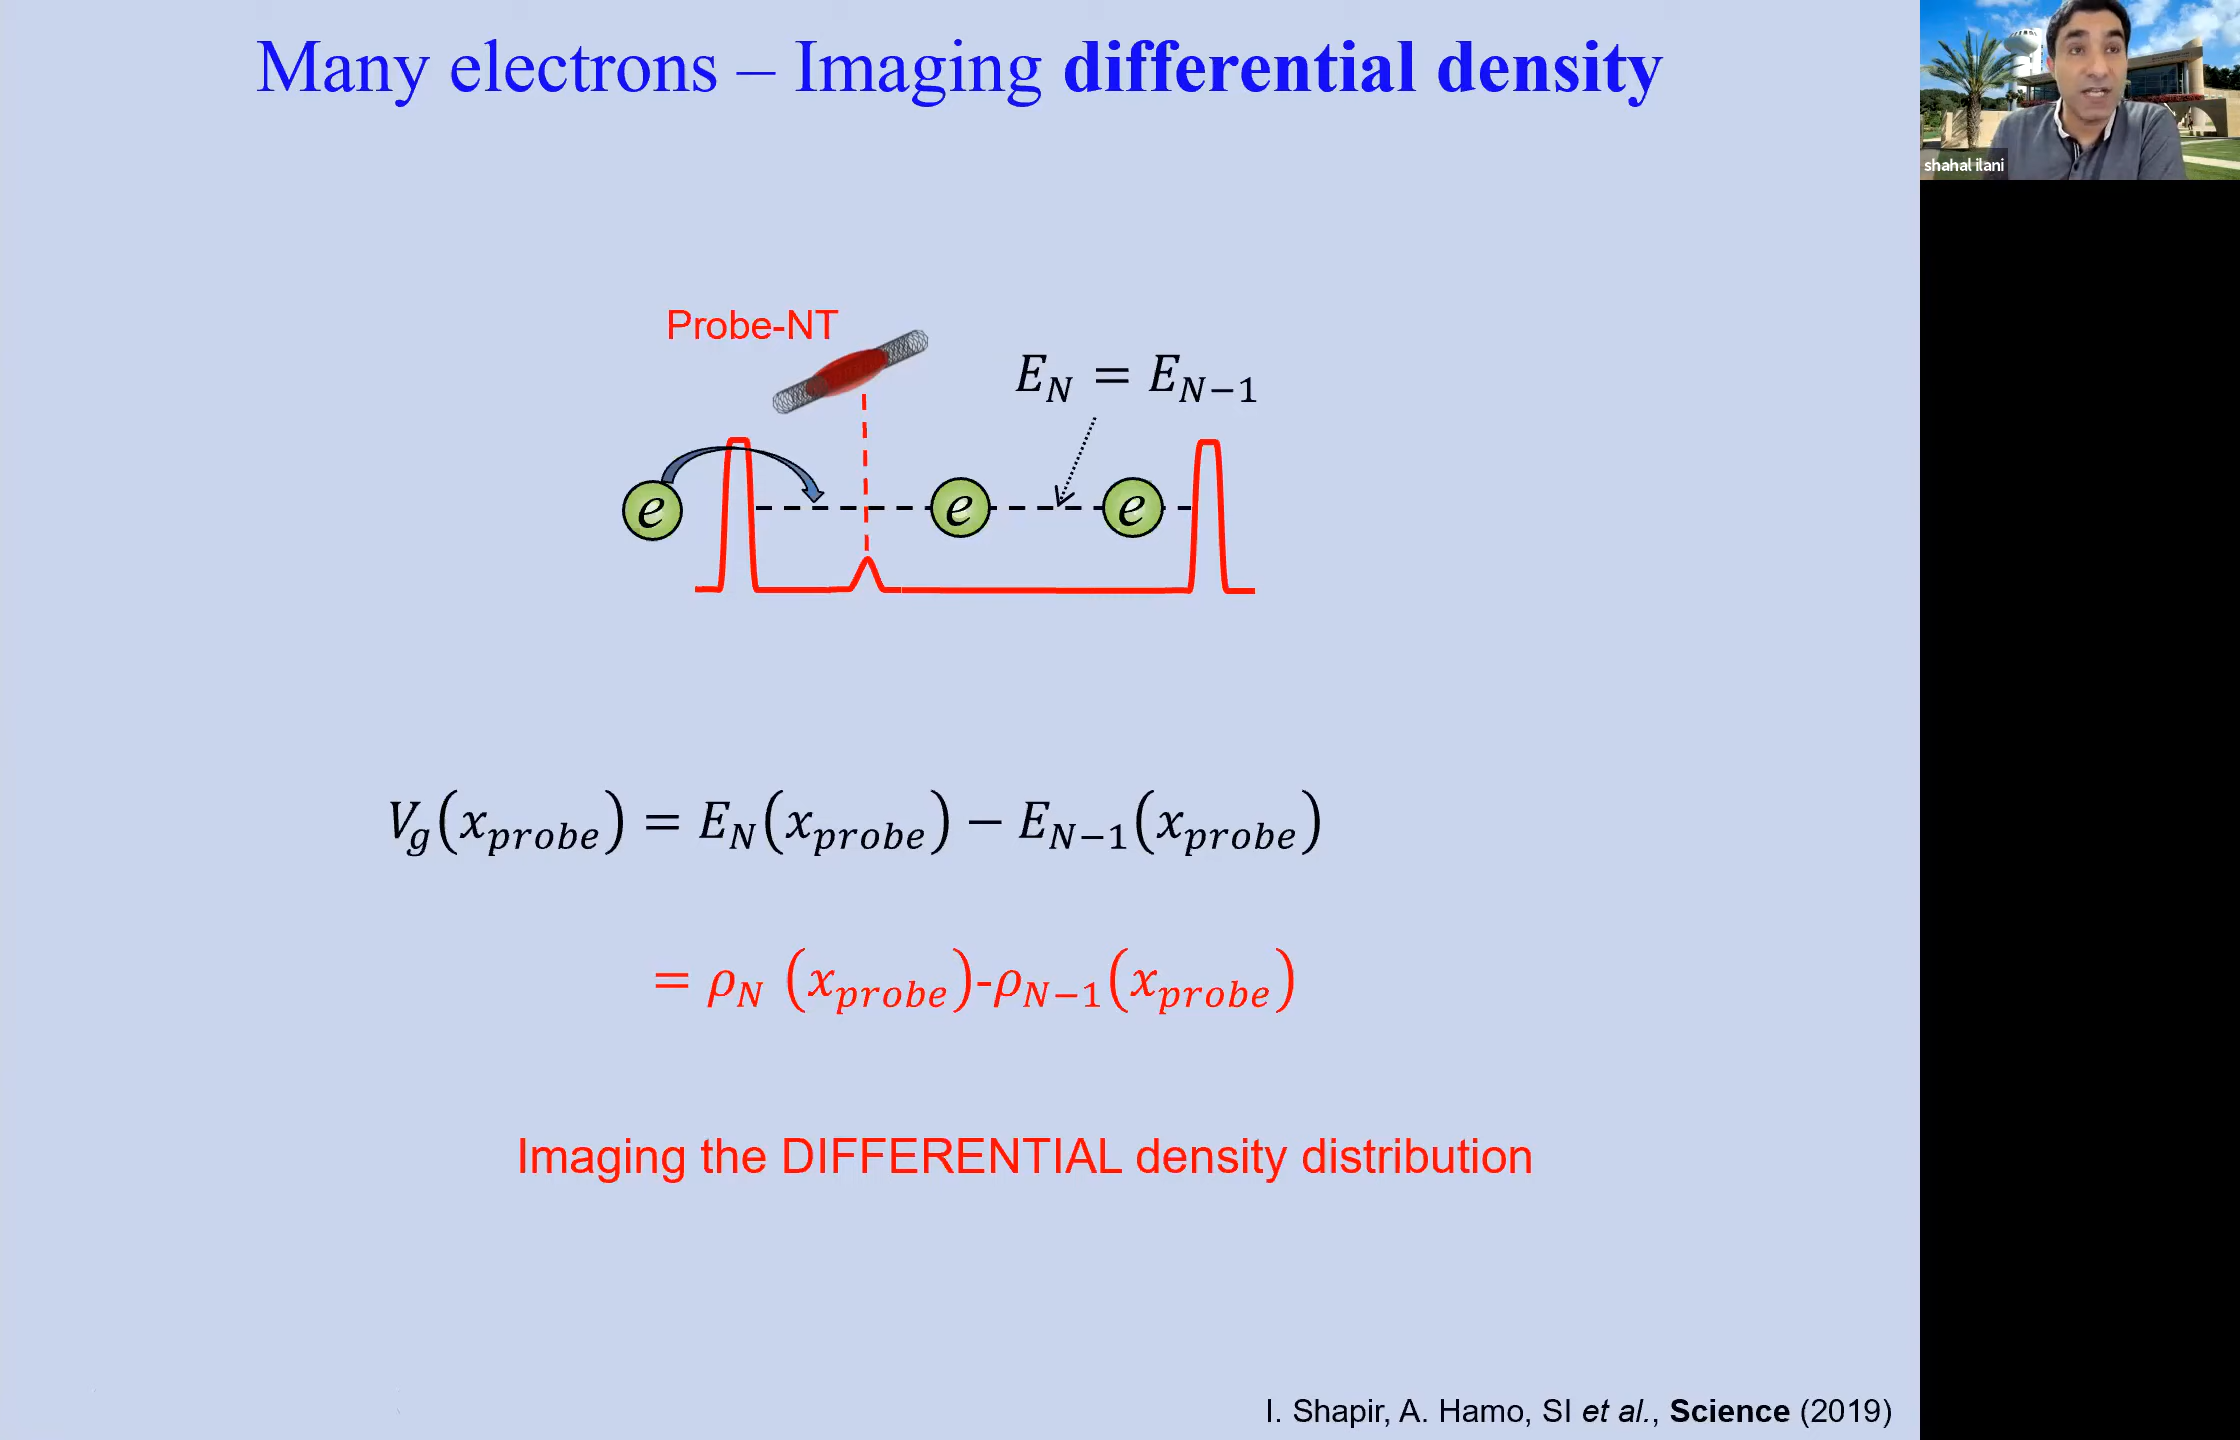 Many electrons – Imaging differential density
shahal ilani
Probe-NT
E_N = E_{N−1}
e
e
e
V_g(x_{probe}) = E_N(x_{probe}) − E_{N−1}(x_{probe})
= ρ_N (x_{probe})-ρ_{N−1}(x_{probe})
Imaging the DIFFERENTIAL density distribution
I. Shapir, A. Hamo, SI et al., Science (2019)